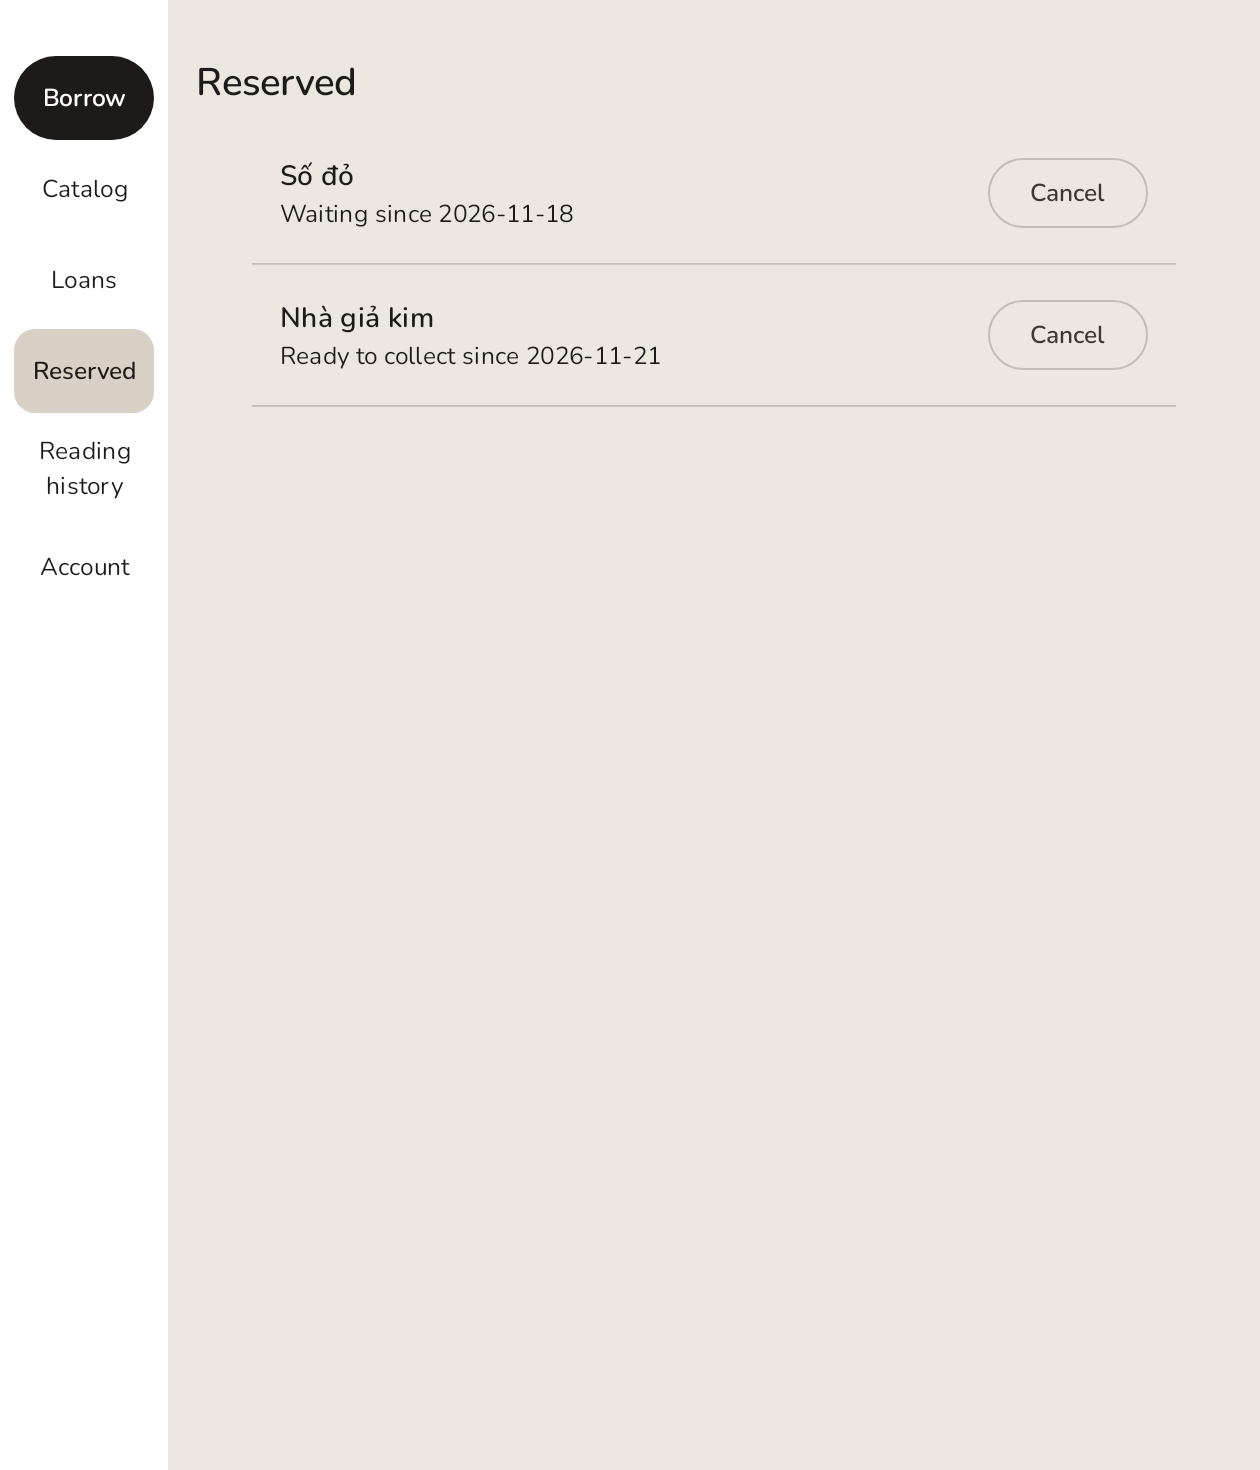 Borrow
Catalog
Loans
Reserved
Reading
history
Account
Reserved
Số đỏ
Waiting since 2026-11-18
Cancel
Nhà giả kim
Ready to collect since 2026-11-21
Cancel